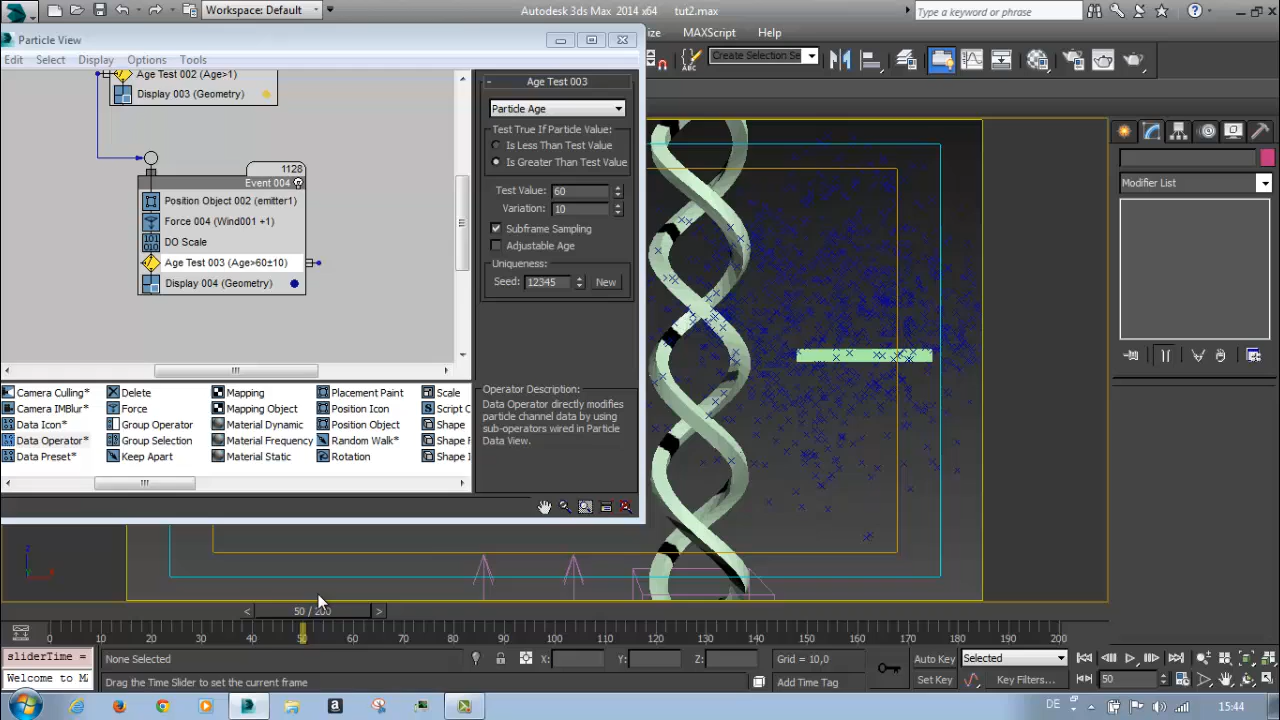 Workspace: Default
Autodesk 3ds Max 2014 x64 tut2.max
Type a keyword or phrase
Particle View
ize MAXScript Help
Edit Select Display Options Tools
Create Selection Se
Age Test 002 (Age>1)
Display 003 (Geometry)
1128
Event 004
Position Object 002 (emitter1)
Force 004 (Wind001 +1)
DO Scale
Age Test 003 (Age>60±10)
Display 004 (Geometry)
- Age Test 003
Particle Age
Test True If Particle Value:
Is Less Than Test Value
Is Greater Than Test Value
Test Value: 60
Variation: 10
Subframe Sampling
Adjustable Age
Uniqueness:
Seed: 12345 New
Modifier List
Camera Culling* Delete Mapping Placement Paint Scale
Camera IMBlur* Force Mapping Object Position Icon Script C
Data Icon* Group Operator Material Dynamic Position Object Shape
Data Operator* Group Selection Material Frequency Random Walk* Shape F
Data Preset* Keep Apart Material Static Rotation Shape I
Operator Description:
Data Operator directly modifies
particle channel data by using
sub-operators wired in Particle
Data View.
z
< 50 / 200 >
0 10 20 30 40 50 60 70 80 90 100 110 120 130 140 150 160 170 180 190 200
sliderTime = None Selected X: Y: Z: Grid = 10,0 Auto Key Selected
Welcome to M Drag the Time Slider to set the current frame Add Time Tag Set Key Key Filters... 50
DE 15:44